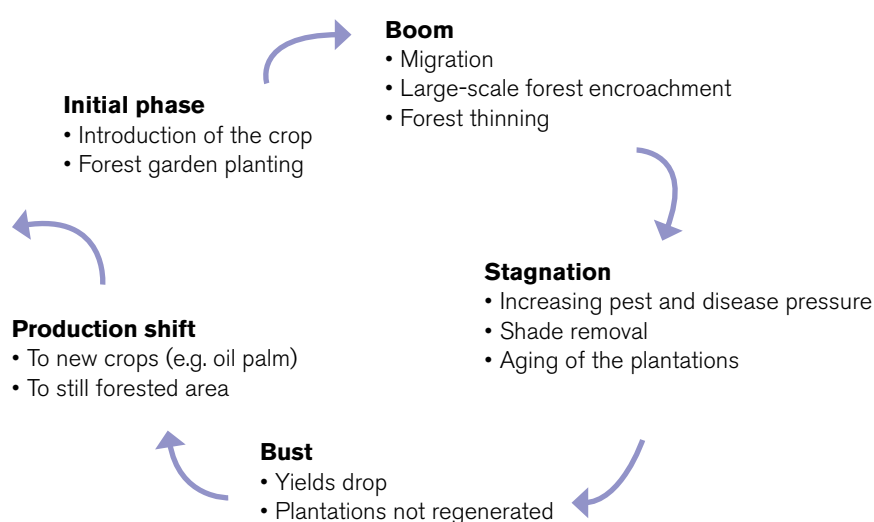 Initial phase
• Introduction of the crop
• Forest garden planting
Boom
• Migration
• Large-scale forest encroachment
• Forest thinning
Stagnation
• Increasing pest and disease pressure
• Shade removal
• Aging of the plantations
Bust
• Yields drop
• Plantations not regenerated
Production shift
• To new crops (e.g. oil palm)
• To still forested area